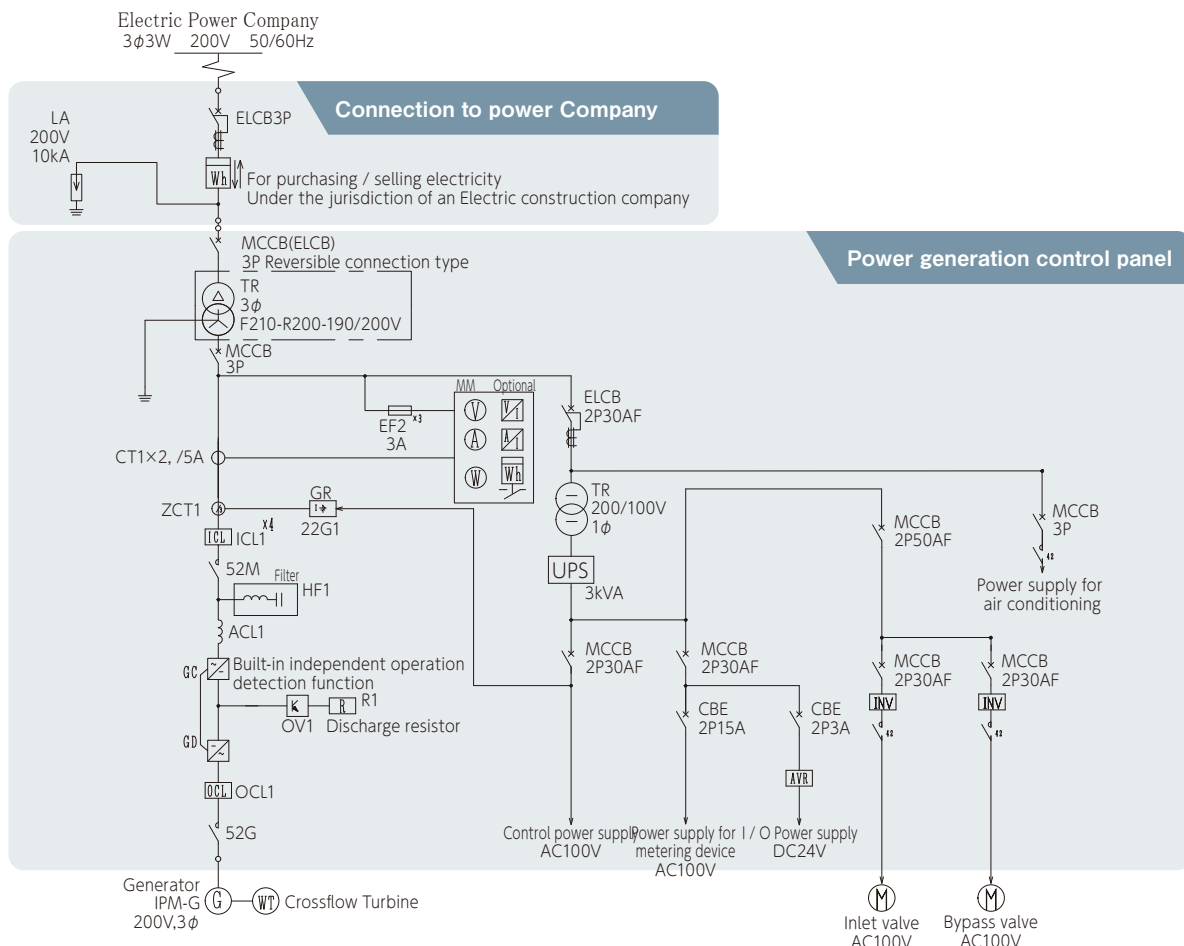 Electric Power Company
3ϕ3W 200V 50/60Hz
Connection to power Company
ELCB3P
LA
200V
10kA
Wh
For purchasing / selling electricity
Under the jurisdiction of an Electric construction company
MCCB(ELCB)
3P Reversible connection type
Power generation control panel
TR
3ϕ
F210-R200-190/200V
MCCB
3P
MM Optional
V
V/I
EF2 ×3
3A
A
A/I
W
Wh
ELCB
2P30AF
CT1×2, /5A
ZCT1
GR
I
22G1
ICL ICL1 ×4
TR
200/100V
1ϕ
MCCB
2P50AF
MCCB
3P
42
Power supply for
air conditioning
52M
Filter
HF1
UPS
3kVA
ACL1
GC
Built-in independent operation
detection function
K
OV1
R
R1
Discharge resistor
GD
MCCB
2P30AF
MCCB
2P30AF
MCCB
2P30AF
MCCB
2P30AF
INV
INV
42
42
CBE
2P15A
CBE
2P3A
AVR
OCL OCL1
52G
Control power supply
AC100V
Power supply for
metering device
AC100V
I / O Power supply
DC24V
Generator
IPM-G
200V,3ϕ
G
WT
Crossflow Turbine
M
Inlet valve
AC100V
M
Bypass valve
AC100V